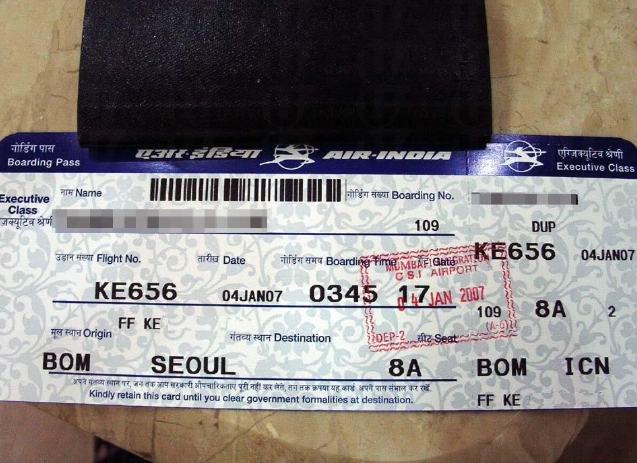 बोर्डिंग पास
Boarding Pass
एअर-इंडिया AIR-INDIA
एग्जिक्यूटिव श्रेणी
Executive Class
Executive
Class
नाम Name
बोर्डिंग संख्या Boarding No.
109
DUP
उड़ान संख्या Flight No. तारीख Date बोर्डिंग समय Boarding Time Gate
KE656 04JAN07 0345 17
KE656 04JAN07
MUMBAI IMMIGRATION
C S I AIRPORT
04 JAN 2007
DEP-2
109 8A 2
FF KE
मूल स्थान Origin गंतव्य स्थान Destination सीट Seat
BOM SEOUL 8A BOM ICN
Kindly retain this card until you clear government formalities at destination.
FF KE